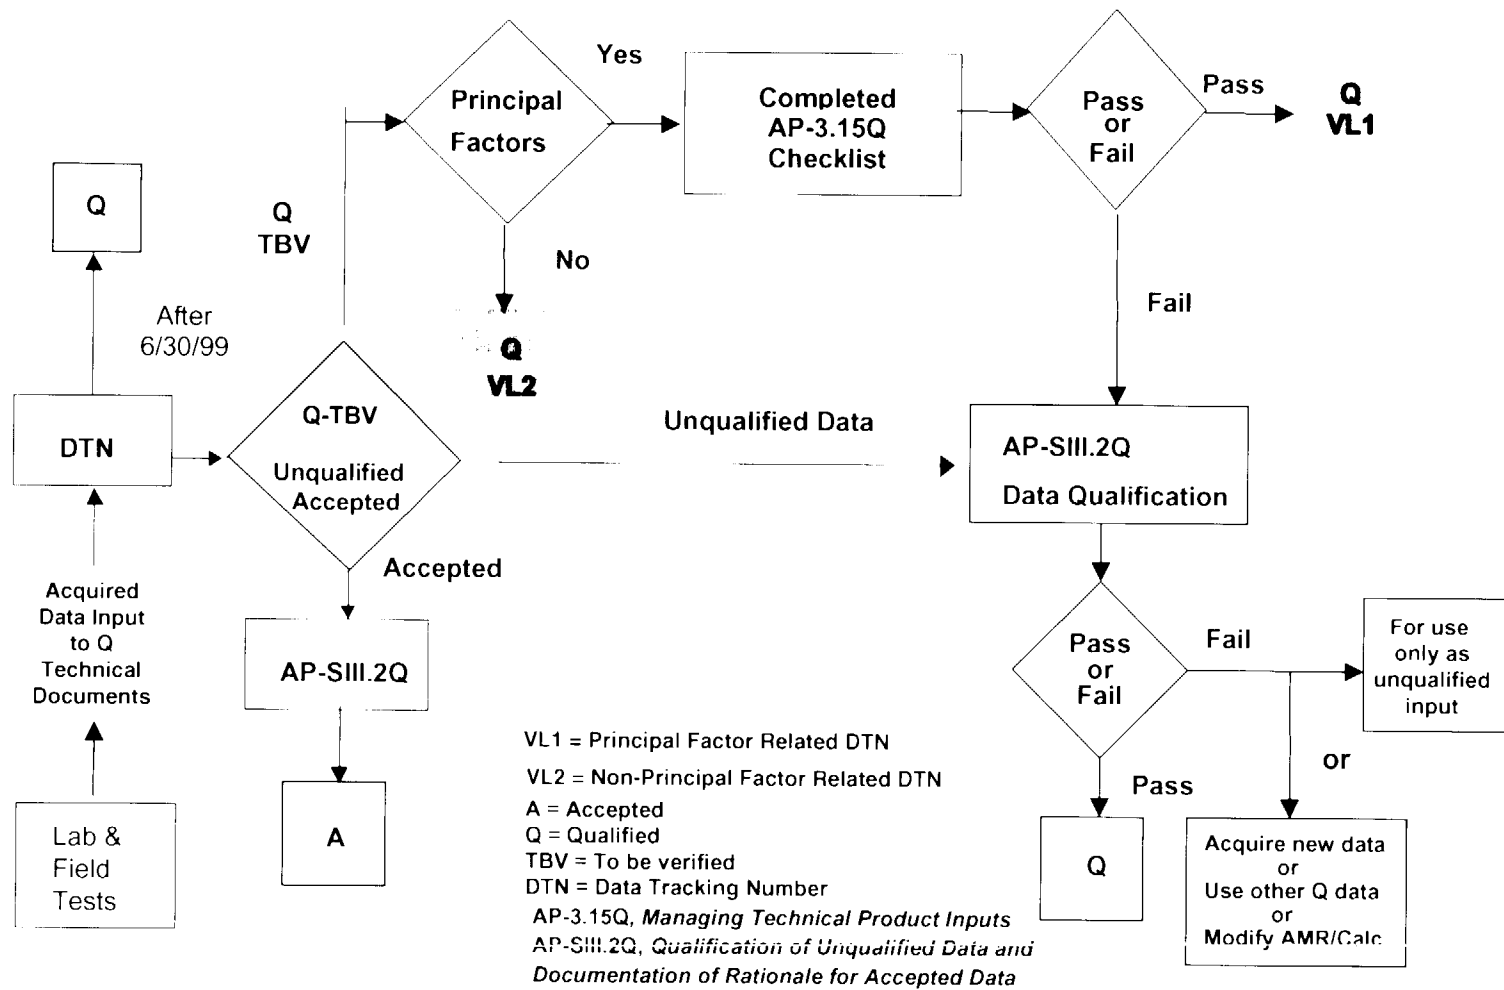 Yes
Principal
Factors
Completed
AP-3.15Q
Checklist
Pass
or
Fail
Pass
Q
VL1
Q
Q
TBV
No
After
6/30/99
Fail
Q
VL2
Q-TBV
Unqualified
Accepted
Unqualified Data
DTN
AP-SIII.2Q
Data Qualification
Accepted
Acquired
Data Input
to Q
Technical
Documents
AP-SIII.2Q
Pass
or
Fail
Fail
For use
only as
unqualified
input
or
Pass
Lab &
Field
Tests
A
Q
Acquire new data
or
Use other Q data
or
Modify AMR/Calc
VL1 = Principal Factor Related DTN
VL2 = Non-Principal Factor Related DTN
A = Accepted
Q = Qualified
TBV = To be verified
DTN = Data Tracking Number
AP-3.15Q, Managing Technical Product Inputs
AP-SIII.2Q, Qualification of Unqualified Data and
Documentation of Rationale for Accepted Data